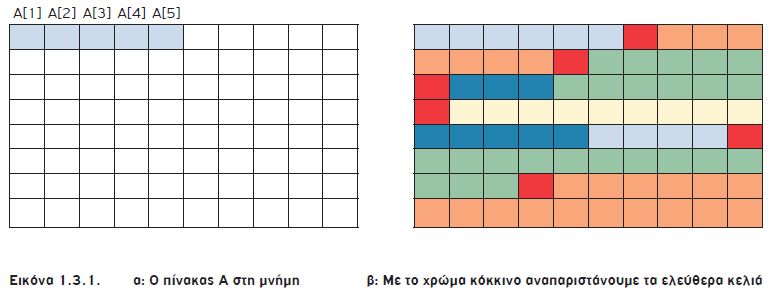 A[1] A[2] A[3] A[4] A[5]
Εικόνα 1.3.1. α: Ο πίνακας Α στη μνήμη β: Με το χρώμα κόκκινο αναπαριστάνουμε τα ελεύθερα κελιά